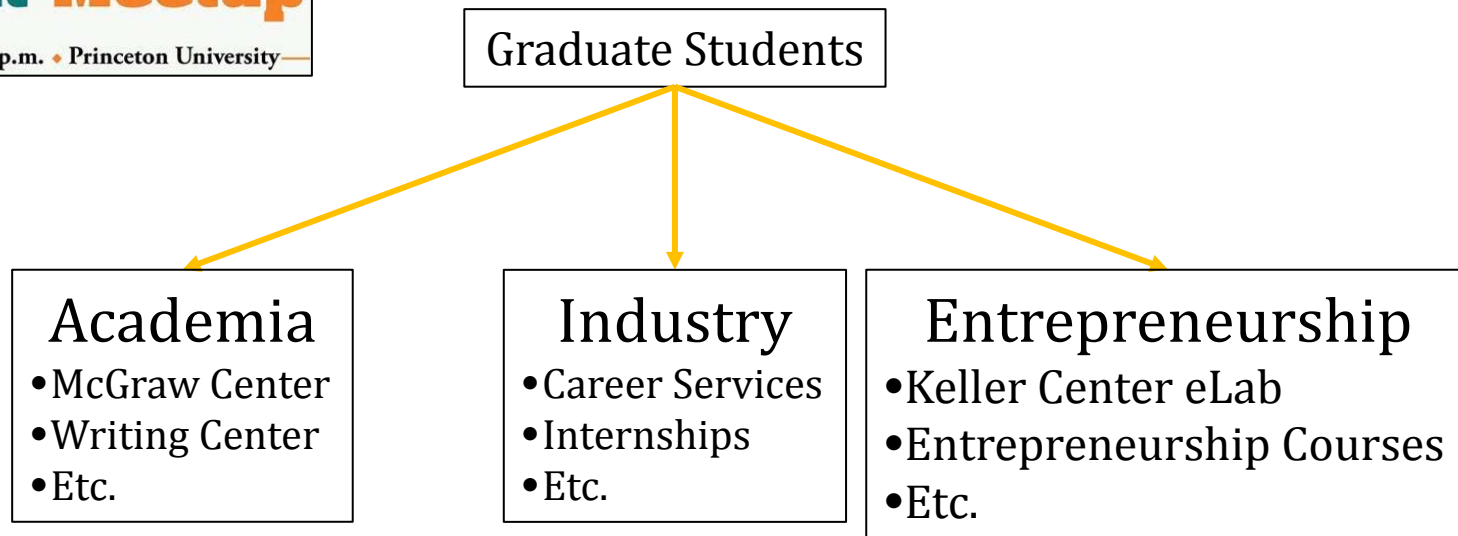 Meetup
p.m. • Princeton University
Graduate Students
Academia
•McGraw Center
•Writing Center
•Etc.
Industry
•Career Services
•Internships
•Etc.
Entrepreneurship
•Keller Center eLab
•Entrepreneurship Courses
•Etc.